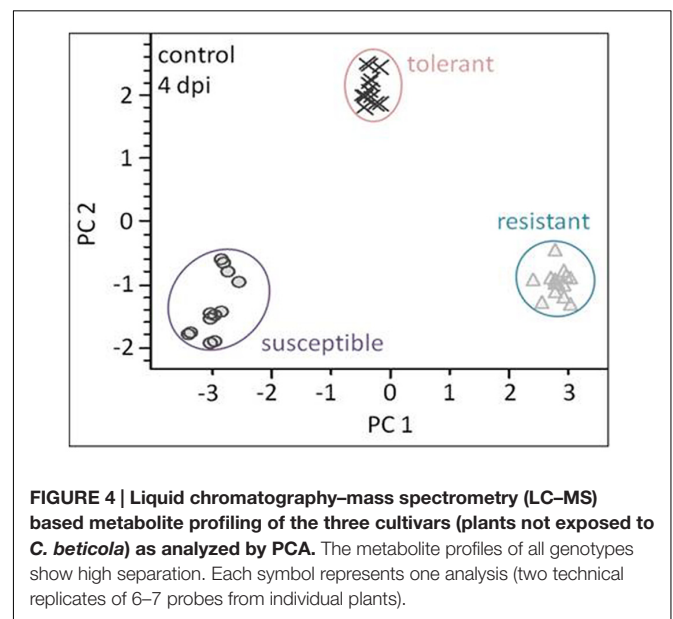 control
4 dpi
tolerant
2
1
0
-1
-2
PC 2
resistant
susceptible
-3 -2 -1 0 1 2 3
PC 1
FIGURE 4 | Liquid chromatography–mass spectrometry (LC–MS)
based metabolite profiling of the three cultivars (plants not exposed to
C. beticola) as analyzed by PCA. The metabolite profiles of all genotypes
show high separation. Each symbol represents one analysis (two technical
replicates of 6–7 probes from individual plants).